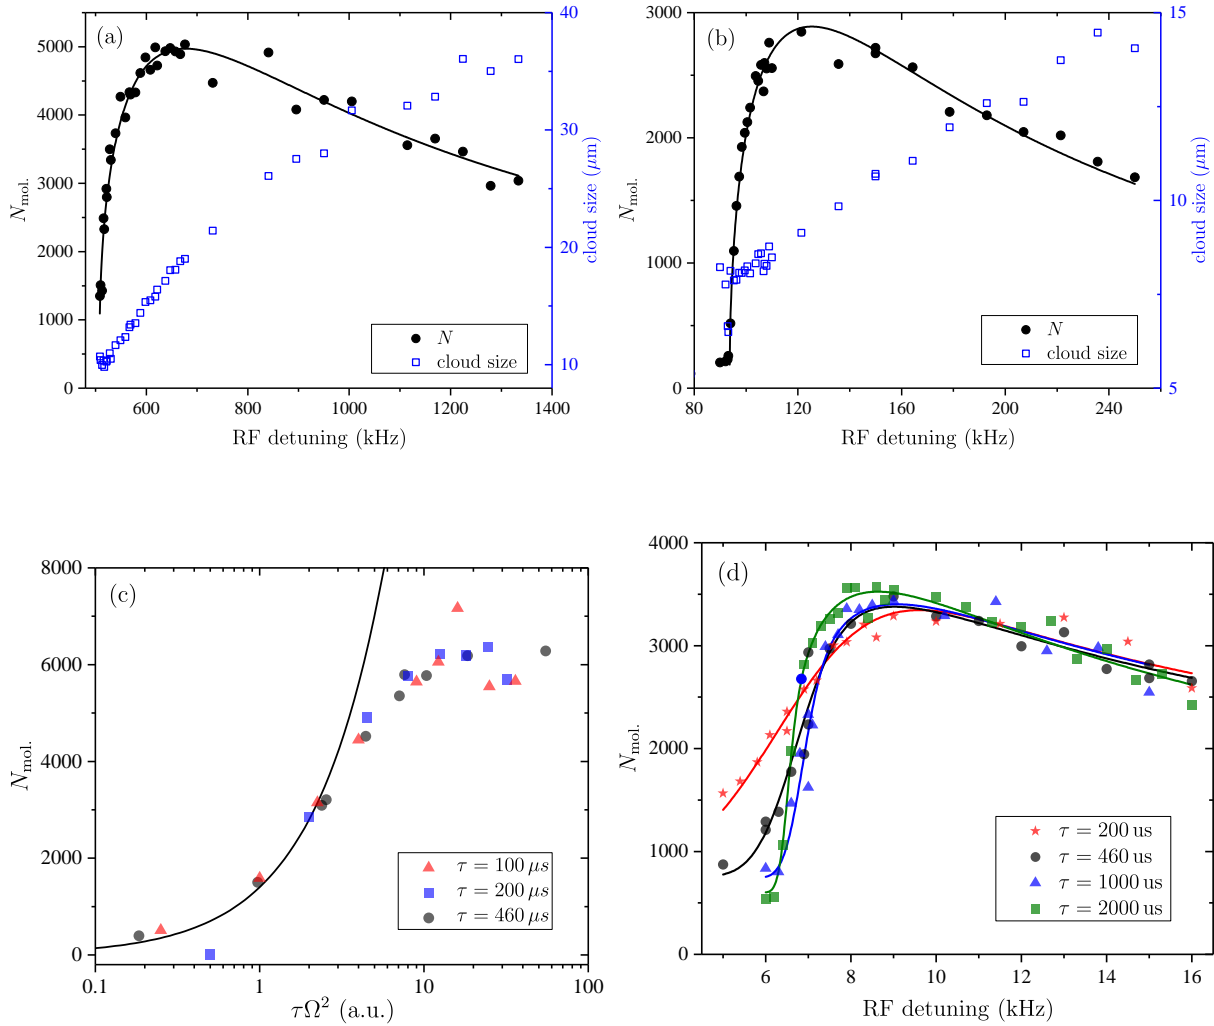 (a)
5000
4000
3000
2000
1000
0
N_mol.
600
800
1000
1200
1400
RF detuning (kHz)
40
30
20
10
cloud size (μm)
N
cloud size
(b)
3000
2000
1000
0
N_mol.
80
120
160
200
240
RF detuning (kHz)
15
10
5
cloud size (μm)
N
cloud size
(c)
8000
6000
4000
2000
0
N_mol.
0.1
1
10
100
τΩ² (a.u.)
τ = 100 μs
τ = 200 μs
τ = 460 μs
(d)
4000
3000
2000
1000
0
N_mol.
6
8
10
12
14
16
RF detuning (kHz)
τ = 200 us
τ = 460 us
τ = 1000 us
τ = 2000 us